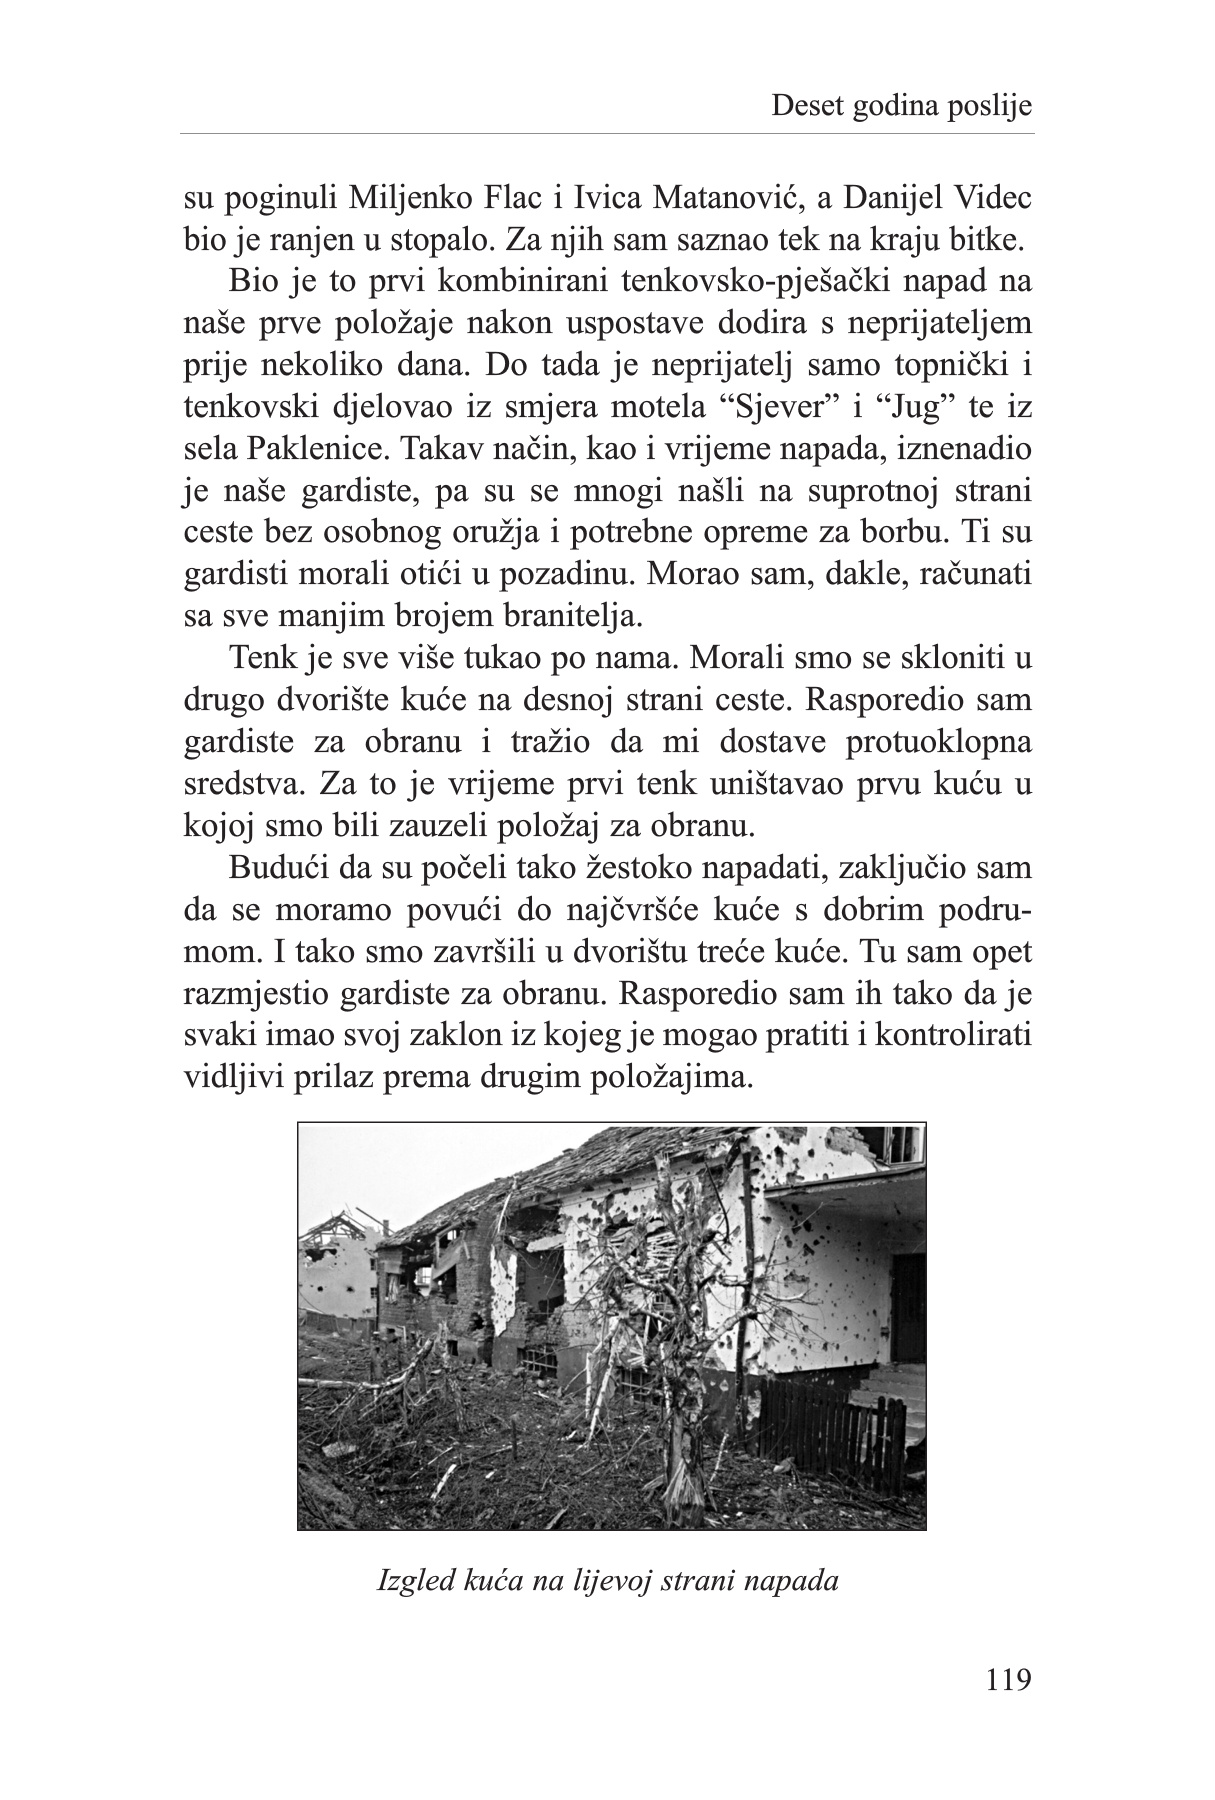 Deset godina poslije
su poginuli Miljenko Flac i Ivica Matanović, a Danijel Videc
bio je ranjen u stopalo. Za njih sam saznao tek na kraju bitke.
Bio je to prvi kombinirani tenkovsko-pješački napad na
naše prve položaje nakon uspostave dodira s neprijateljem
prije nekoliko dana. Do tada je neprijatelj samo topnički i
tenkovski djelovao iz smjera motela “Sjever” i “Jug” te iz
sela Paklenice. Takav način, kao i vrijeme napada, iznenadio
je naše gardiste, pa su se mnogi našli na suprotnoj strani
ceste bez osobnog oružja i potrebne opreme za borbu. Ti su
gardisti morali otići u pozadinu. Morao sam, dakle, računati
sa sve manjim brojem branitelja.
Tenk je sve više tukao po nama. Morali smo se skloniti u
drugo dvorište kuće na desnoj strani ceste. Rasporedio sam
gardiste za obranu i tražio da mi dostave protuoklopna
sredstva. Za to je vrijeme prvi tenk uništavao prvu kuću u
kojoj smo bili zauzeli položaj za obranu.
Budući da su počeli tako žestoko napadati, zaključio sam
da se moramo povući do najčvršće kuće s dobrim podru-
mom. I tako smo završili u dvorištu treće kuće. Tu sam opet
razmjestio gardiste za obranu. Rasporedio sam ih tako da je
svaki imao svoj zaklon iz kojeg je mogao pratiti i kontrolirati
vidljivi prilaz prema drugim položajima.
Izgled kuća na lijevoj strani napada
119